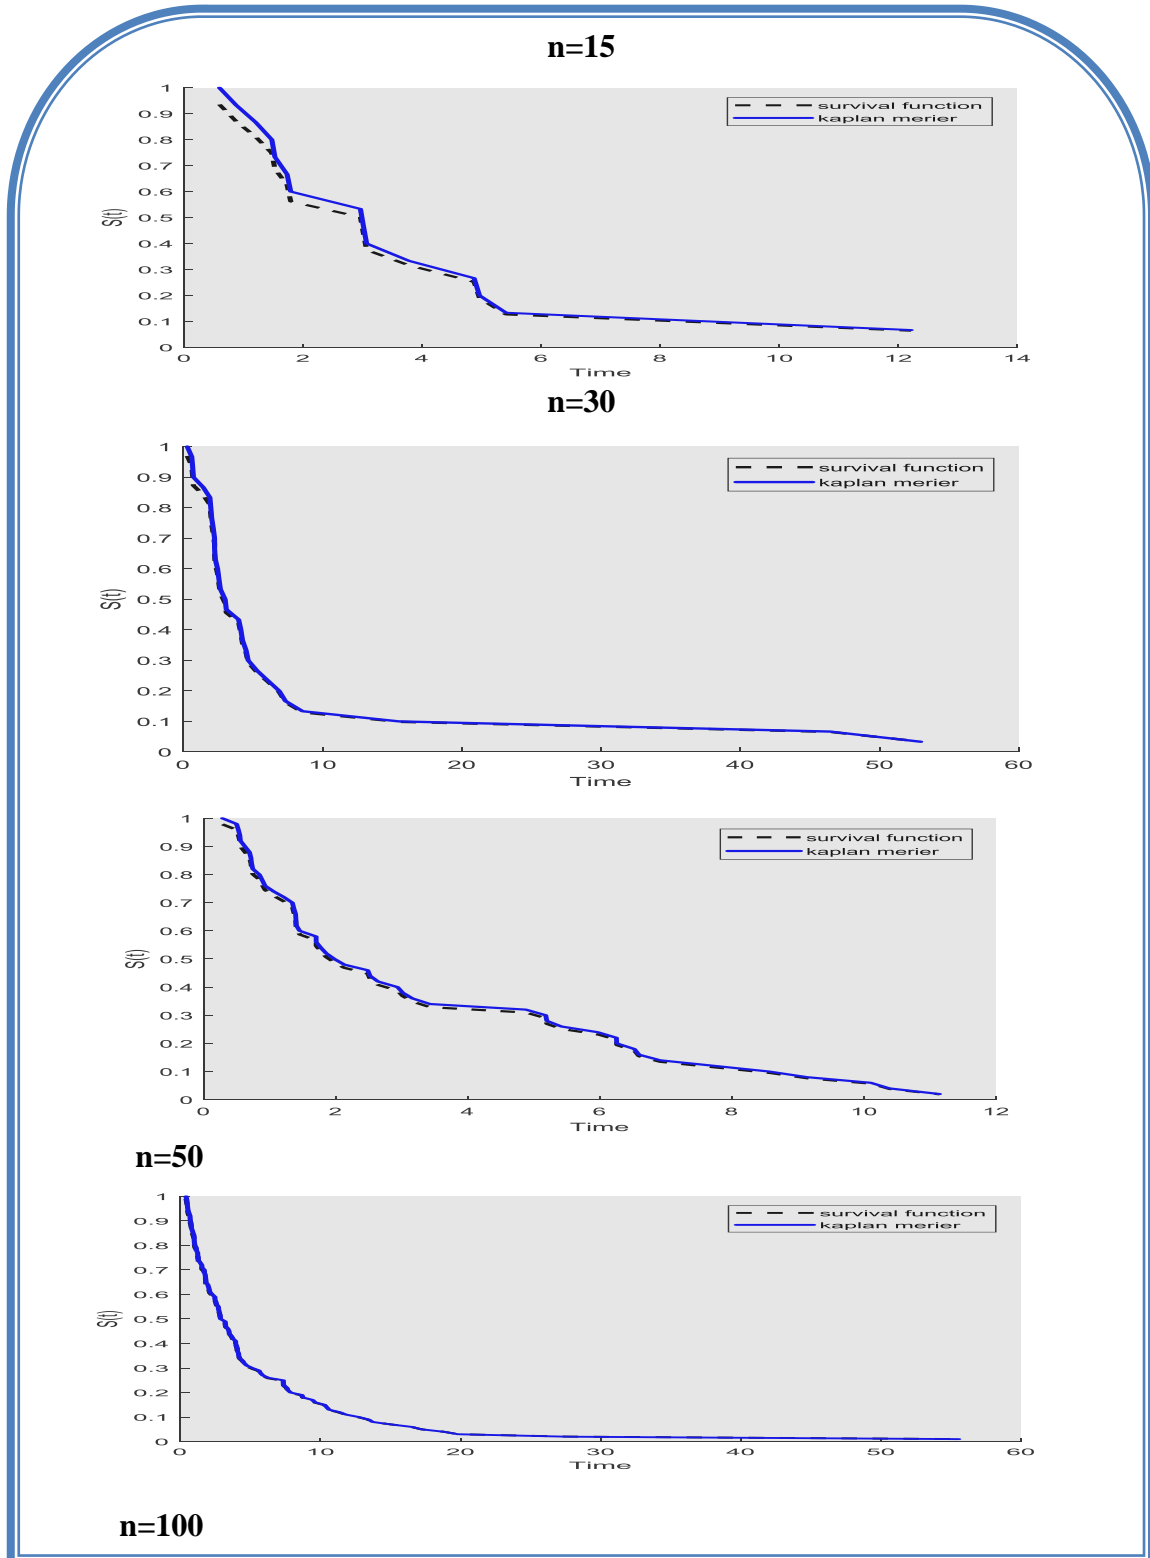 n=15
1
0.9
0.8
0.7
0.6
0.5
0.4
0.3
0.2
0.1
0
S(t)
survival function
kaplan merier
0 2 4 6 8 10 12 14
Time
n=30
1
0.9
0.8
0.7
0.6
0.5
0.4
0.3
0.2
0.1
0
S(t)
survival function
kaplan merier
0 10 20 30 40 50 60
Time
1
0.9
0.8
0.7
0.6
0.5
0.4
0.3
0.2
0.1
0
S(t)
survival function
kaplan merier
0 2 4 6 8 10 12
Time
n=50
1
0.9
0.8
0.7
0.6
0.5
0.4
0.3
0.2
0.1
0
S(t)
survival function
kaplan merier
0 10 20 30 40 50 60
Time
n=100